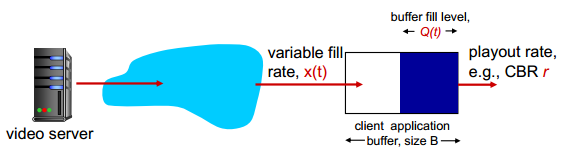 buffer fill level,
Q(t)
variable fill
rate, x(t)
playout rate,
e.g., CBR r
video server
client application
buffer, size B